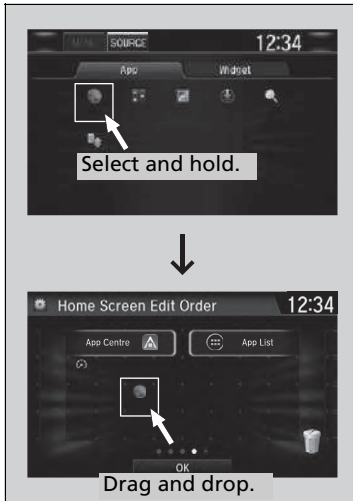 MENU SOURCE 12:34
App Widget
Select and hold.
Home Screen Edit Order 12:34
App Centre App List
OK
Drag and drop.